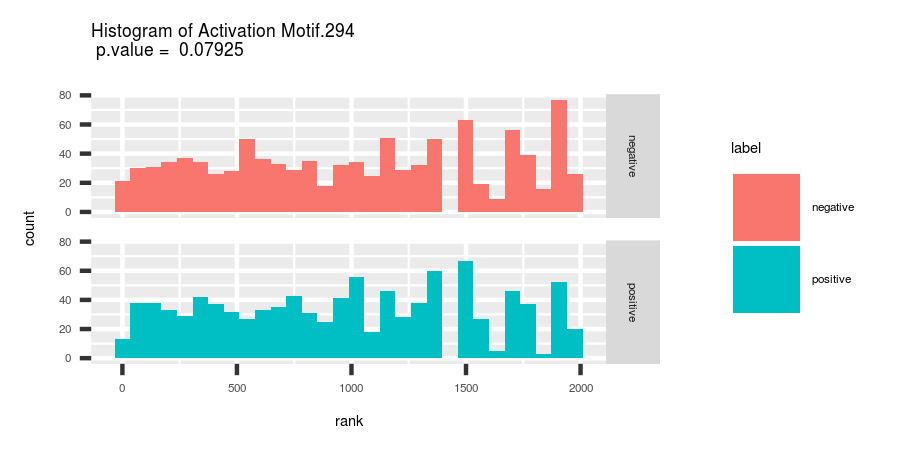 Histogram of Activation Motif.294
p.value = 0.07925
count
80
60
40
20
0
negative
80
60
40
20
0
positive
0 500 1000 1500 2000
rank
label
negative
positive